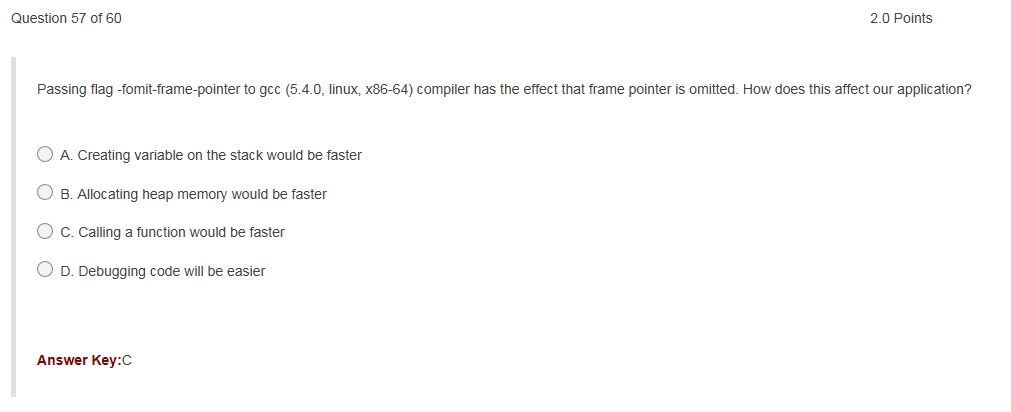 Question 57 of 60 2.0 Points
Passing flag -fomit-frame-pointer to gcc (5.4.0, linux, x86-64) compiler has the effect that frame pointer is omitted. How does this affect our application?
A. Creating variable on the stack would be faster
B. Allocating heap memory would be faster
C. Calling a function would be faster
D. Debugging code will be easier
Answer Key:C